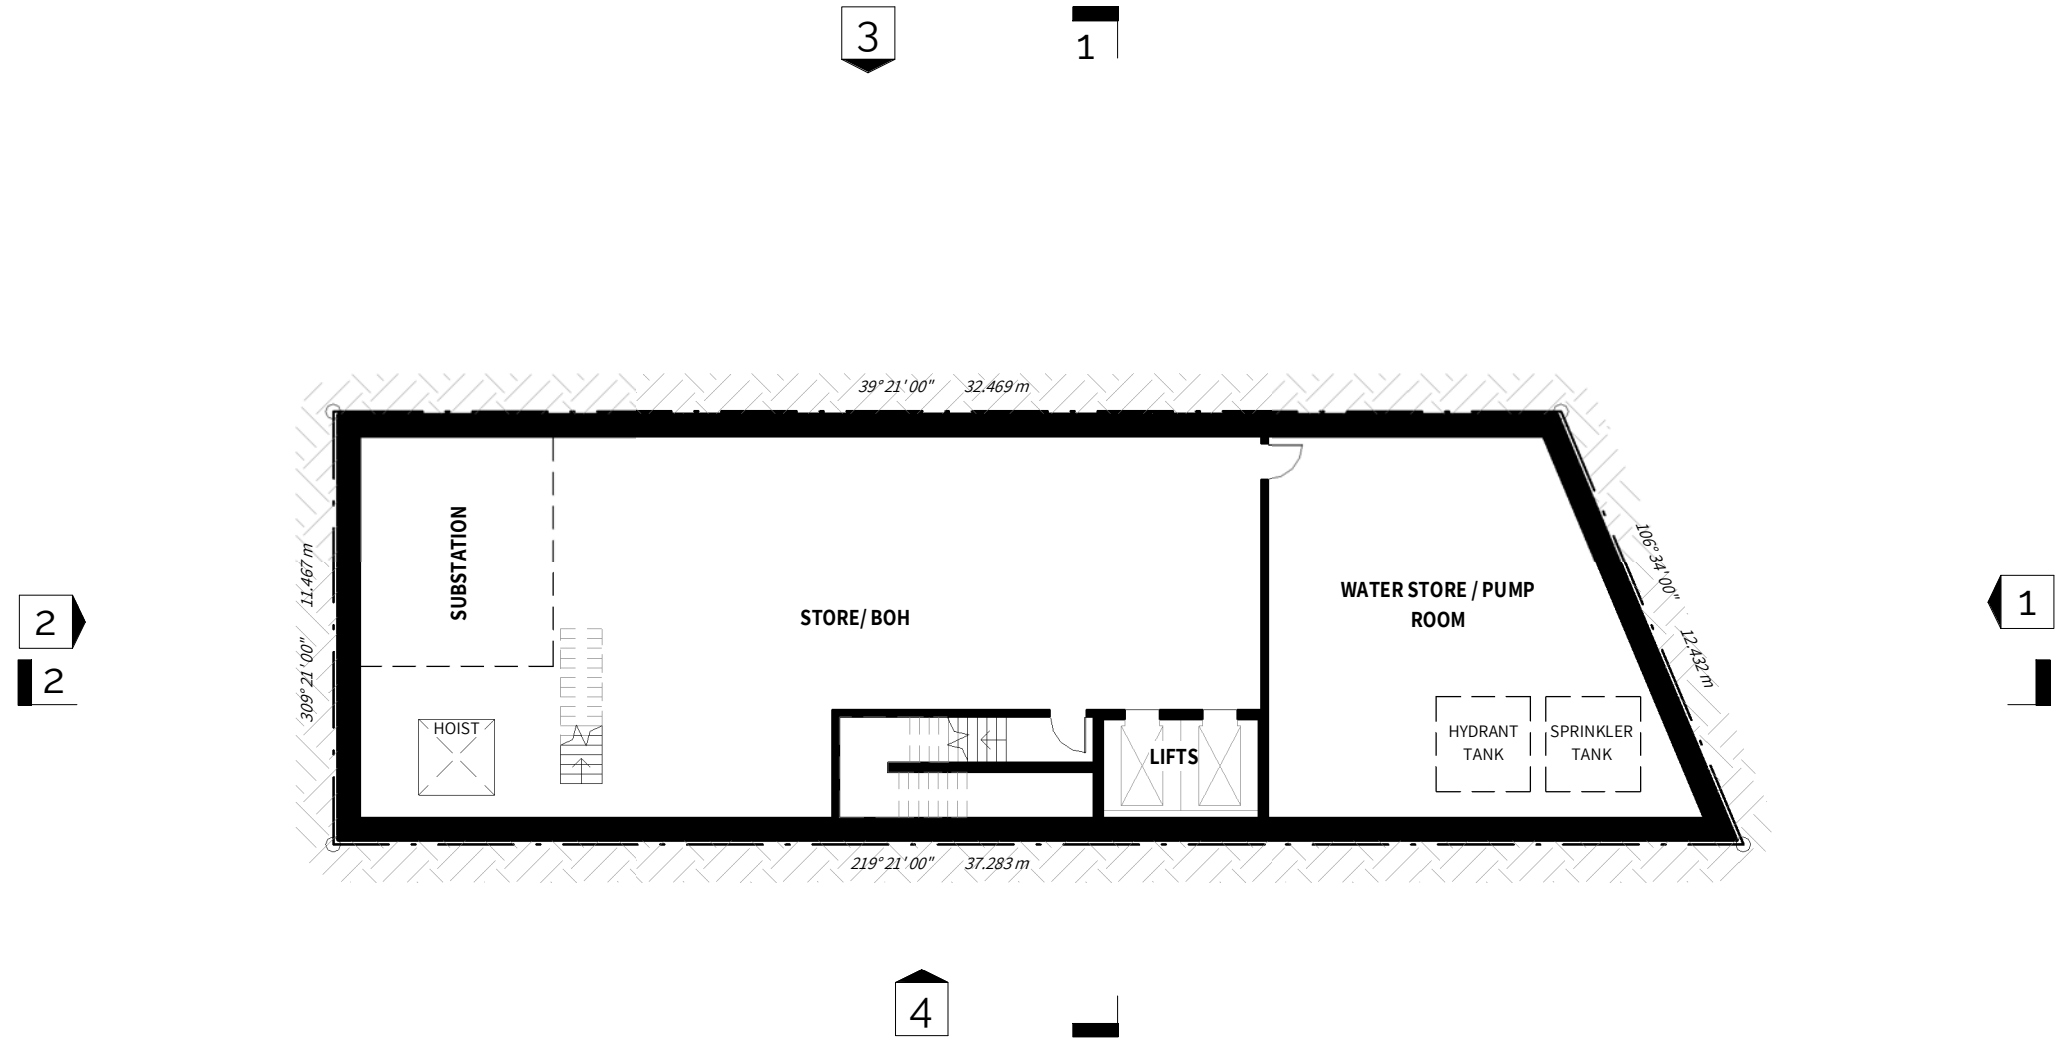 3
1
39° 21' 00" 32.469 m
SUBSTATION
309° 21' 00" 11.467 m
106° 34' 00" 12.432 m
STORE/ BOH
WATER STORE / PUMP
ROOM
2
1
2
HOIST
LIFTS
HYDRANT
TANK
SPRINKLER
TANK
219° 21' 00" 37.283 m
4